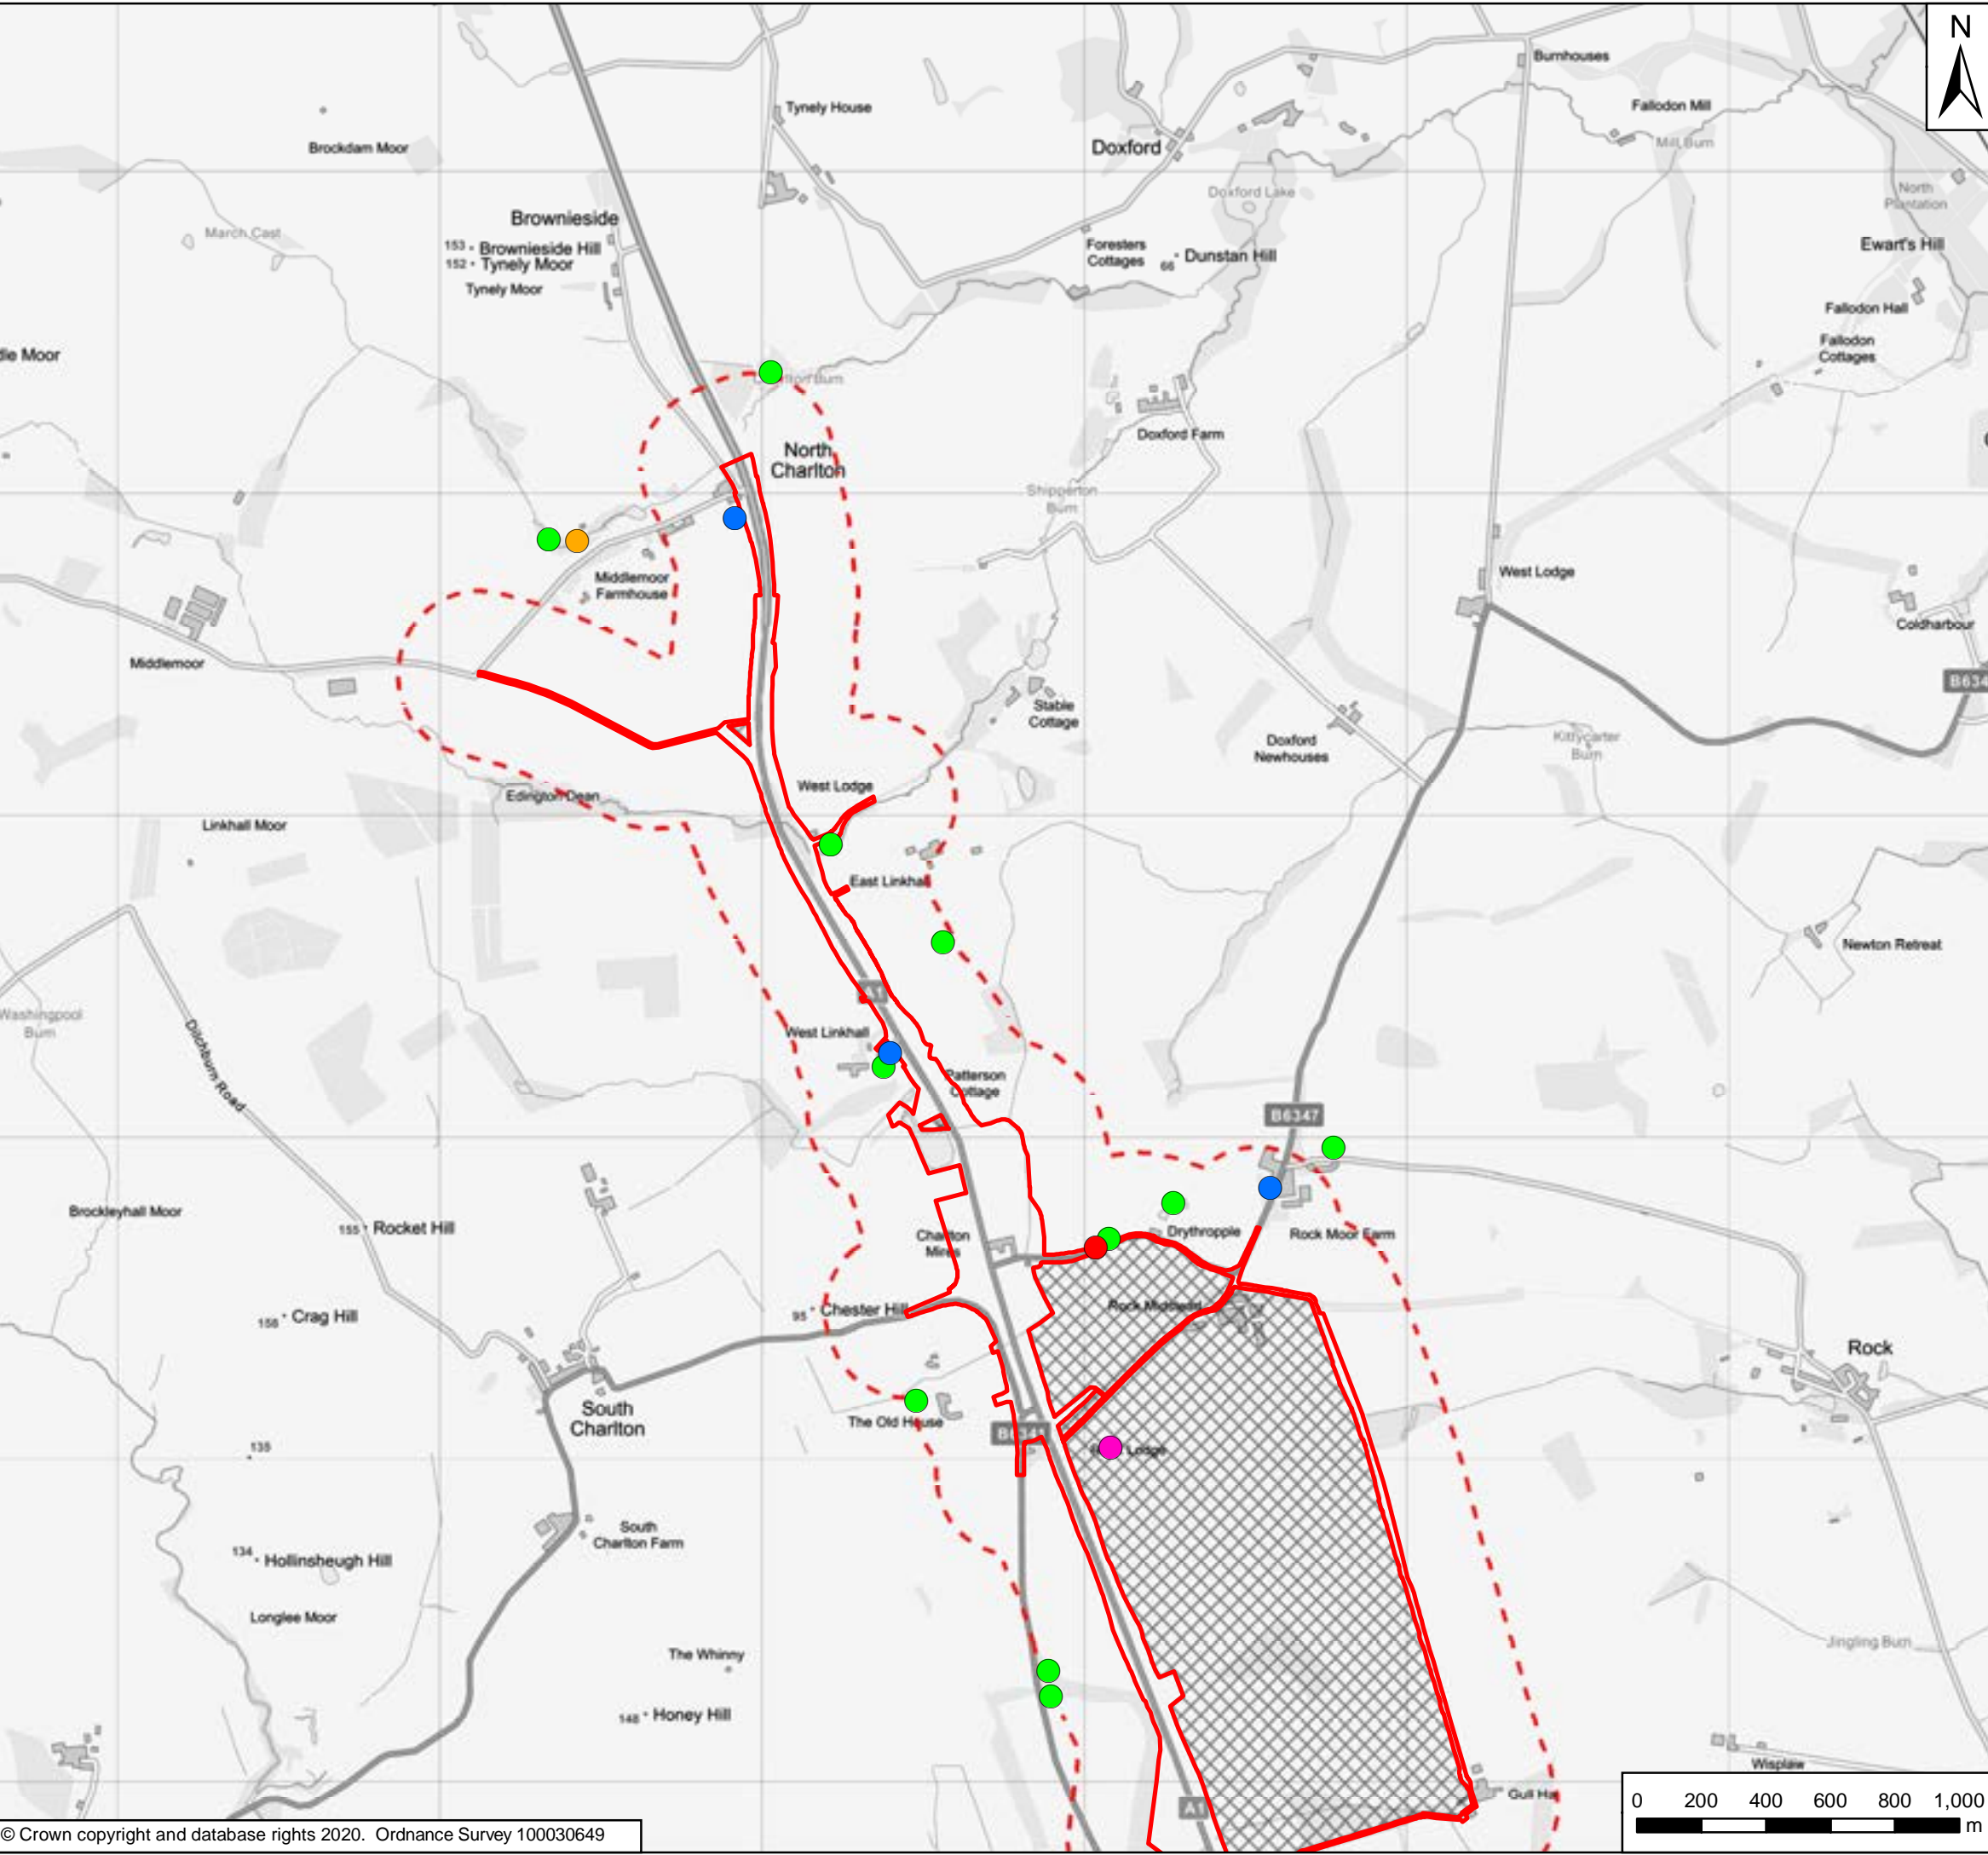 N
Burnhouses
Tynely House
Fallodon Mill
Mill Burn
Brockdam Moor
Doxford
Doxford Lake
North
Plantation
Brownieside
March Cast
153 Brownieside Hill
152 Tynely Moor
Tynely Moor
Foresters
Cottages
66 Dunstan Hill
Ewart's Hill
Fallodon Hall
Fallodon
Cottages
dle Moor
North
Charlton
Doxford Farm
Shipperton
Burn
West Lodge
Middlemoor
Farmhouse
Coldharbour
Middlemoor
B634
Stable
Cottage
Doxford
Newhouses
Kittycarter
Burn
West Lodge
Edington Dean
Linkhall Moor
East Linkhall
Newton Retreat
A1
Washingpool
Burn
West Linkhall
Ditchburn Road
Patterson
Cottage
B6347
Brockleyhall Moor
155 Rocket Hill
Charlton
Mires
Drythropple
Rock Moor Farm
Rock Midstead
95 Chester Hill
158 Crag Hill
Rock
South
Charlton
The Old House
B6341
Lodge
135
South
Charlton Farm
134 Hollinsheugh Hill
Longlee Moor
Jingling Burn
The Whinny
148 Honey Hill
Wisplaw
Gull Ha
A1
0 200 400 600 800 1,000
m
© Crown copyright and database rights 2020. Ordnance Survey 100030649